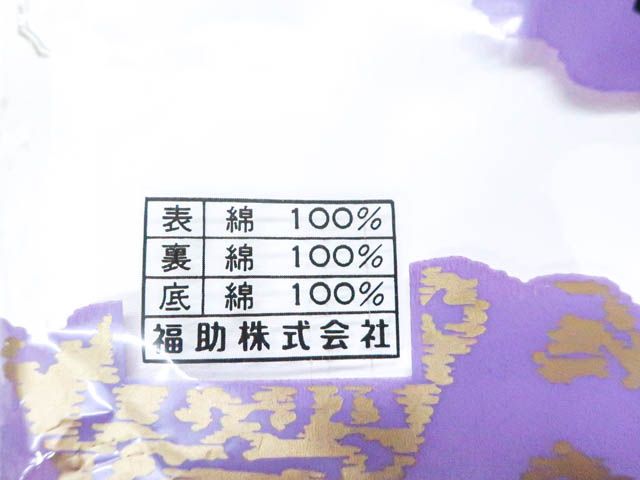 表 綿 100%
裏 綿 100%
底 綿 100%
福助株式会社